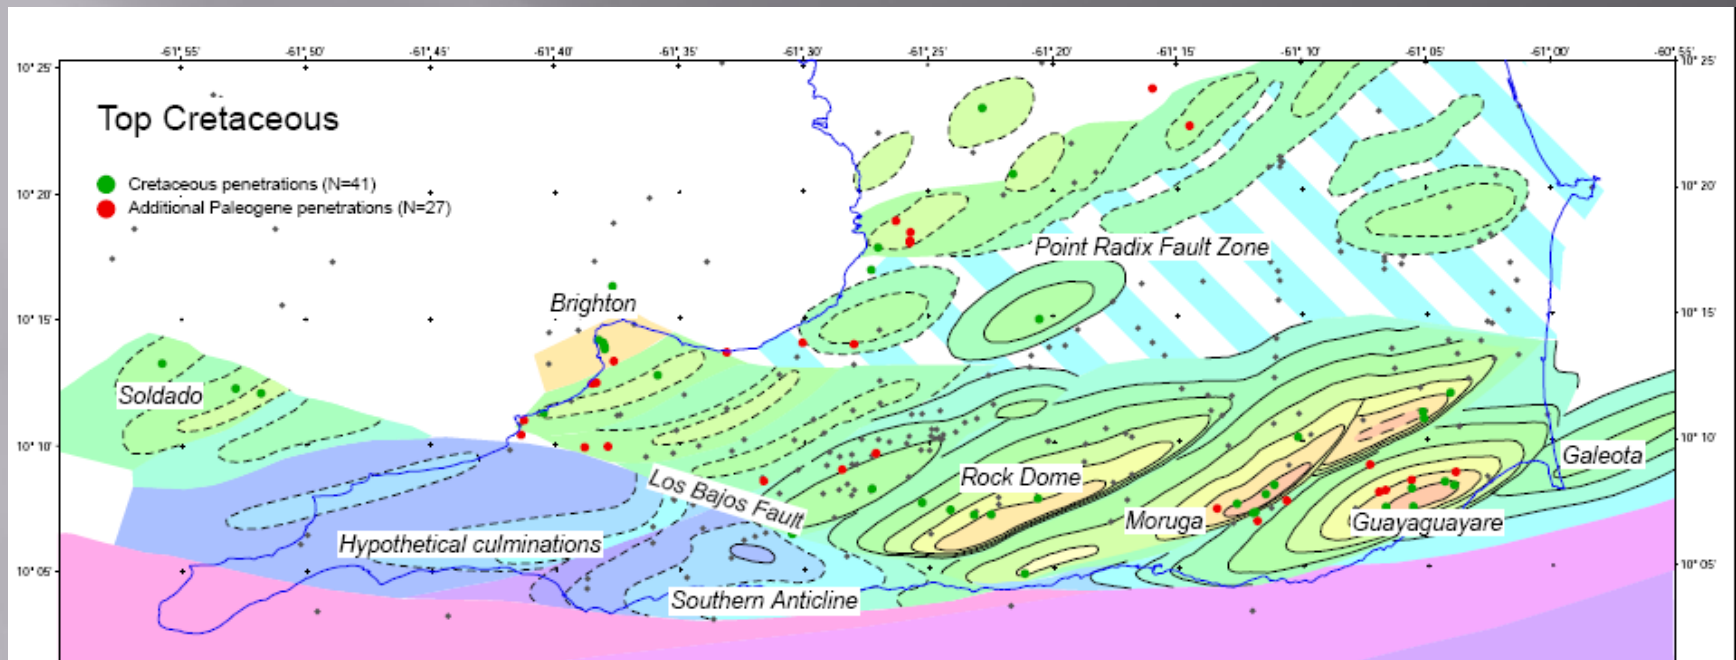 -61° 55' -61° 50' -61° 45' -61° 40' -61° 35' -61° 30' -61° 25' -61° 20' -61° 15' -61° 10' -61° 05' -61° 00' -60° 55'
10° 25' 10° 25'
Top Cretaceous
Cretaceous penetrations (N=41)
Additional Paleogene penetrations (N=27)
10° 20' 10° 20'
Point Radix Fault Zone
Brighton
10° 15' 10° 15'
Soldado
10° 10' 10° 10'
Galeota
Rock Dome
Los Bajos Fault
Moruga
Guayaguayare
Hypothetical culminations
10° 05' 10° 05'
Southern Anticline